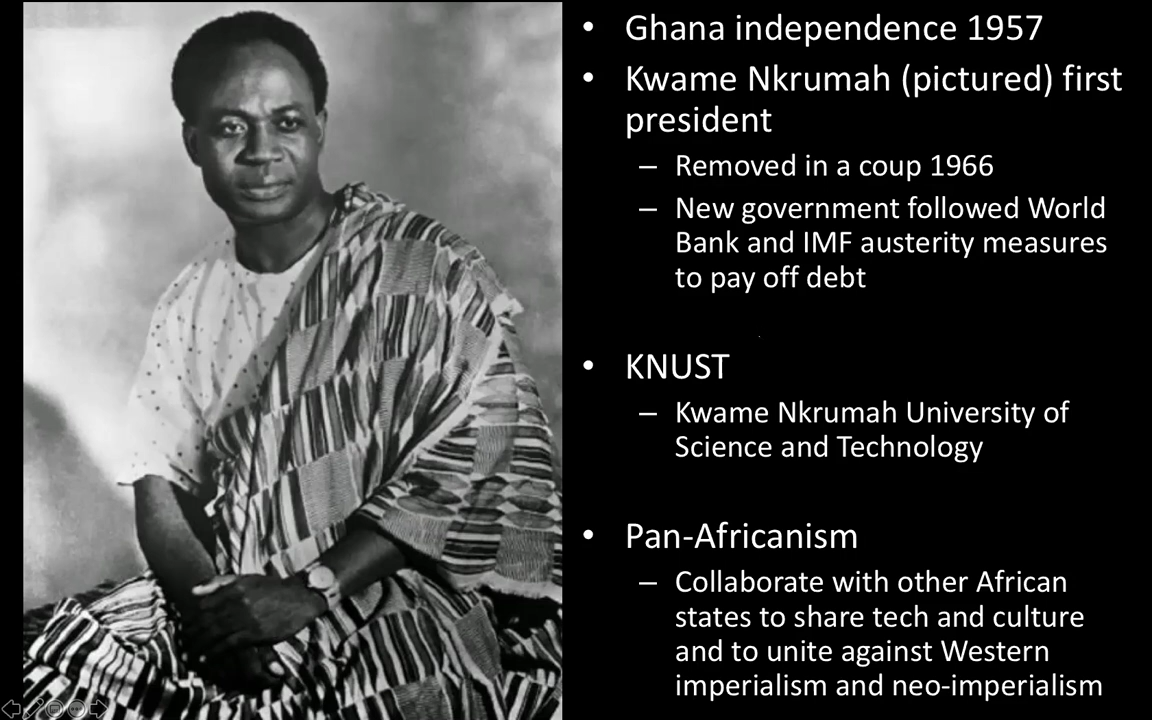 • Ghana independence 1957
• Kwame Nkrumah (pictured) first
president
– Removed in a coup 1966
– New government followed World
Bank and IMF austerity measures
to pay off debt
• KNUST
– Kwame Nkrumah University of
Science and Technology
• Pan-Africanism
– Collaborate with other African
states to share tech and culture
and to unite against Western
imperialism and neo-imperialism